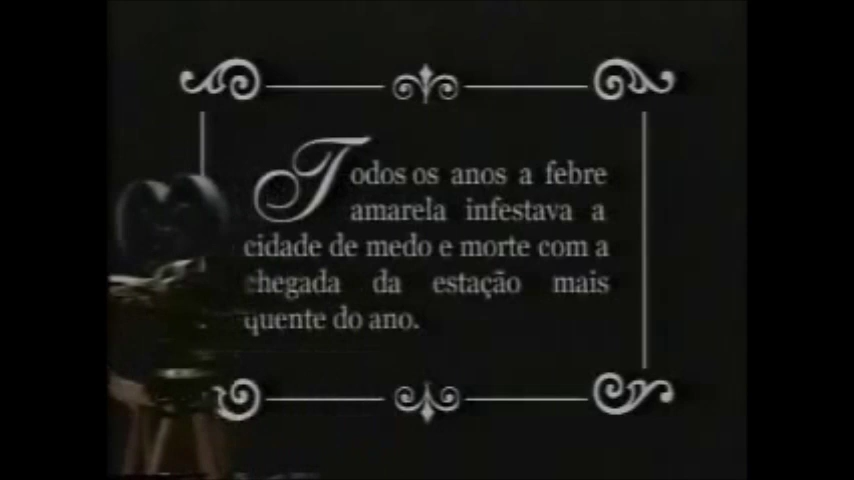 Todos os anos a febre
amarela infestava a
cidade de medo e morte com a
chegada da estação mais
quente do ano.